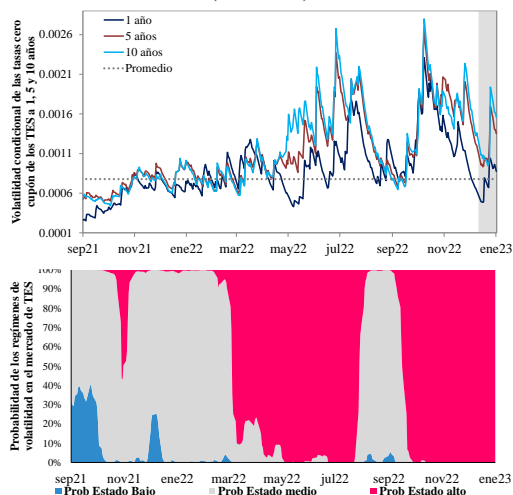 Volatilidad condicional de las tasas cero
cupón de los TES a 1, 5 y 10 años
0.0026
0.0021
0.0016
0.0011
0.0006
0.0001
1 año
5 años
10 años
Promedio
sep21 nov21 ene22 mar22 may22 jul22 sep22 nov22 ene23
Probabilidad de los regímenes de
volatilidad en el mercado de TES
100%
90%
80%
70%
60%
50%
40%
30%
20%
10%
0%
sep21 nov21 ene22 mar22 may22 jul22 sep22 nov22 ene23
Prob Estado Bajo Prob Estado medio Prob Estado alto